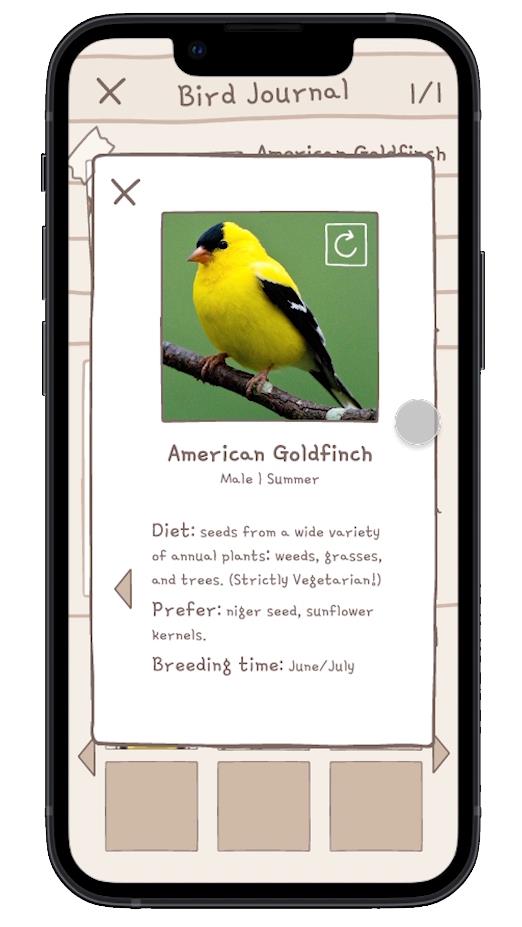 Bird Journal
1/1
American Goldfinch
American Goldfinch
Male | Summer
Diet: seeds from a wide variety
of annual plants: weeds, grasses,
and trees. (Strictly Vegetarian!)
Prefer: niger seed, sunflower
kernels.
Breeding time: June/July